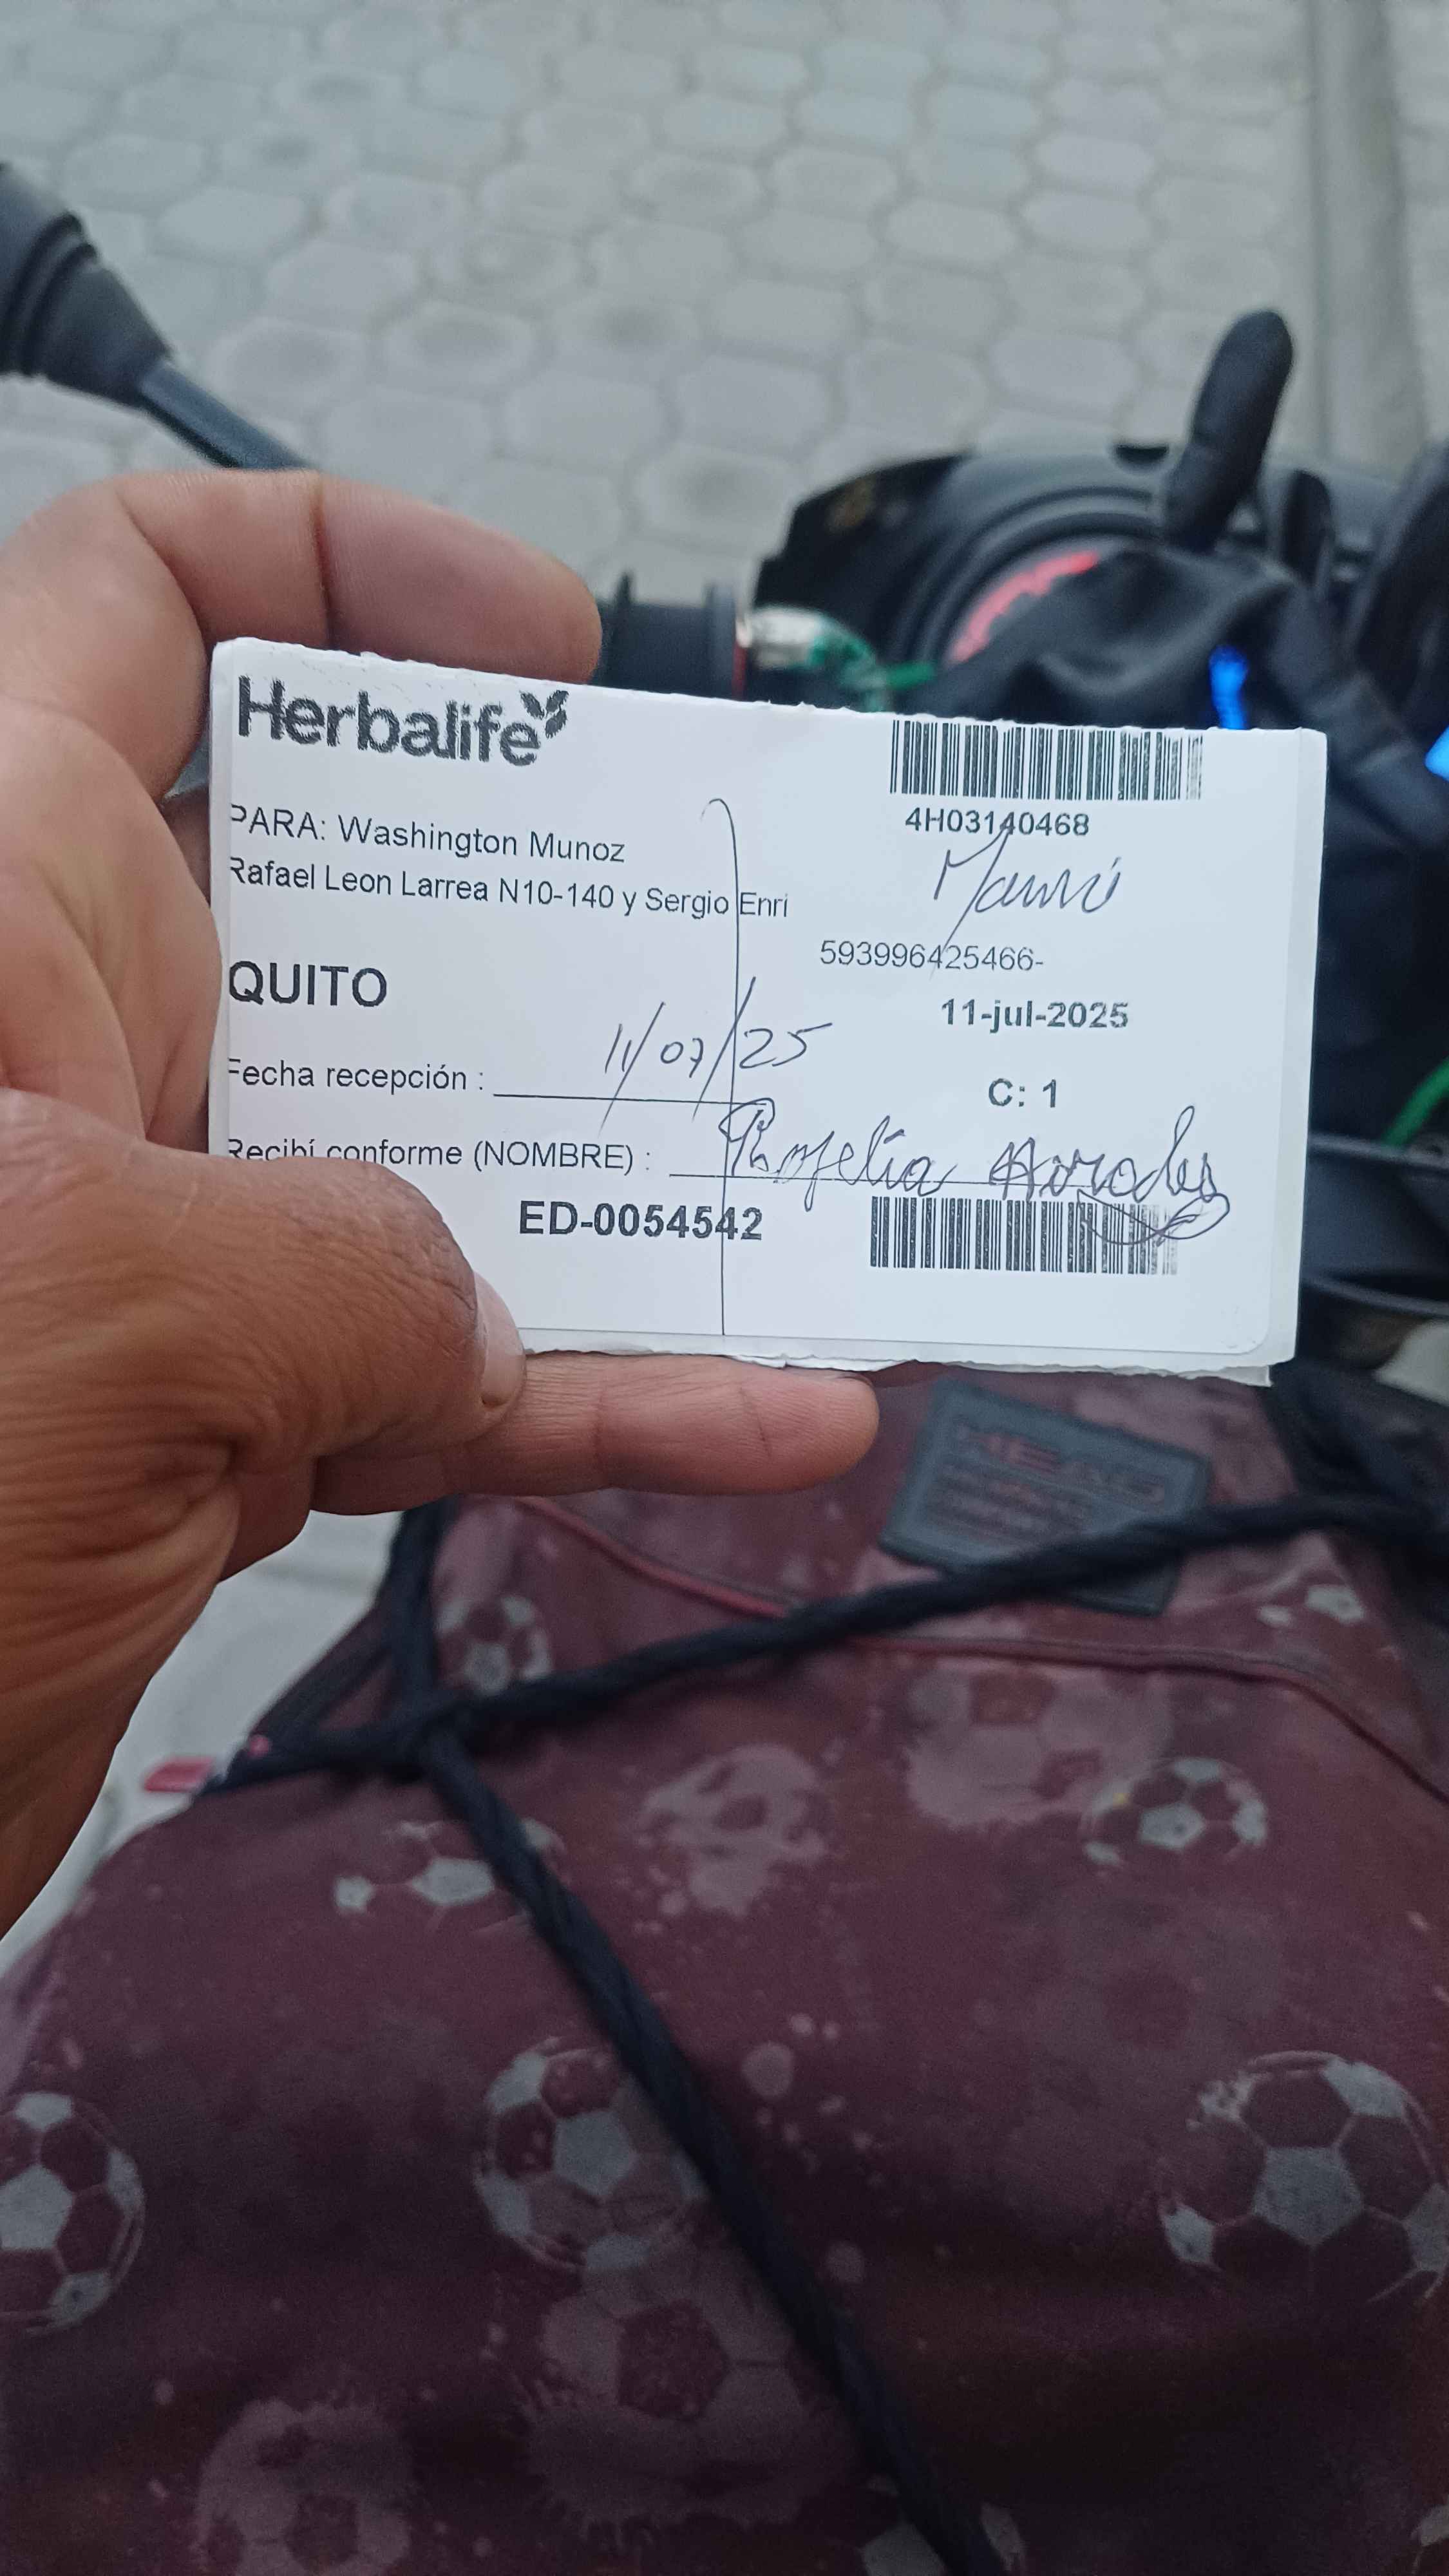 Herbalife
4H03140468
PARA: Washington Munoz
Rafael Leon Larrea N10-140 y Sergio Enri
593996425466-
QUITO
11-jul-2025
Fecha recepción : 11/07/25
C: 1
Recibí conforme (NOMBRE) :
ED-0054542
HEAD